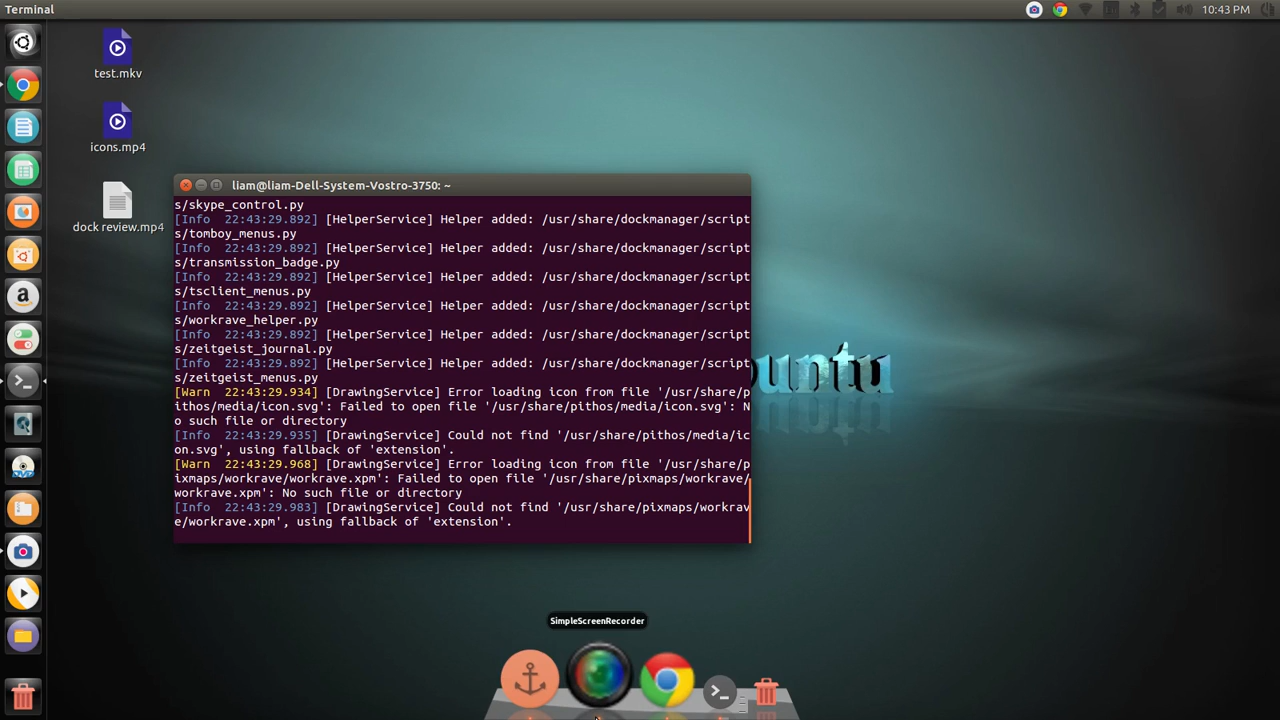 Terminal
10:43 PM
test.mkv
icons.mp4
dock review.mp4
liam@liam-Dell-System-Vostro-3750: ~
s/skype_control.py
[Info  22:43:29.892] [HelperService] Helper added: /usr/share/dockmanager/script
s/tomboy_menus.py
[Info  22:43:29.892] [HelperService] Helper added: /usr/share/dockmanager/script
s/transmission_badge.py
[Info  22:43:29.892] [HelperService] Helper added: /usr/share/dockmanager/script
s/tsclient_menus.py
[Info  22:43:29.892] [HelperService] Helper added: /usr/share/dockmanager/script
s/workrave_helper.py
[Info  22:43:29.892] [HelperService] Helper added: /usr/share/dockmanager/script
s/zeitgeist_journal.py
[Info  22:43:29.892] [HelperService] Helper added: /usr/share/dockmanager/script
s/zeitgeist_menus.py
[Warn  22:43:29.934] [DrawingService] Error loading icon from file '/usr/share/p
ithos/media/icon.svg': Failed to open file '/usr/share/pithos/media/icon.svg': N
o such file or directory
[Info  22:43:29.935] [DrawingService] Could not find '/usr/share/pithos/media/ic
on.svg', using fallback of 'extension'.
[Warn  22:43:29.968] [DrawingService] Error loading icon from file '/usr/share/p
ixmaps/workrave/workrave.xpm': Failed to open file '/usr/share/pixmaps/workrave/
workrave.xpm': No such file or directory
[Info  22:43:29.983] [DrawingService] Could not find '/usr/share/pixmaps/workrav
e/workrave.xpm', using fallback of 'extension'.
untu
SimpleScreenRecorder